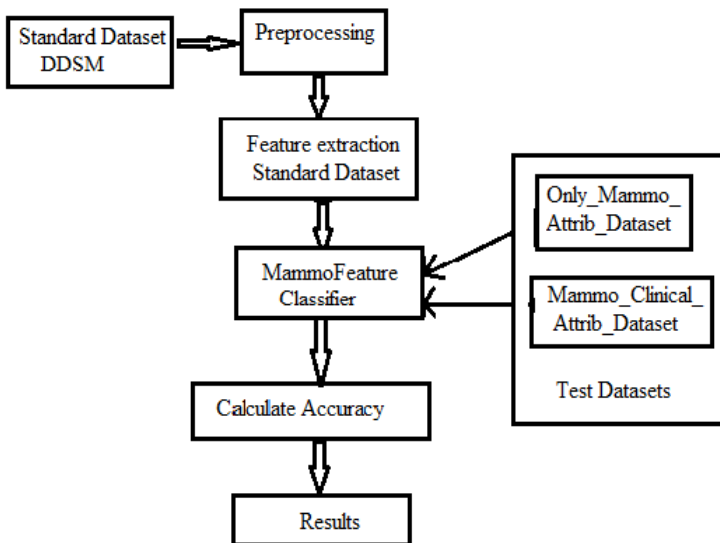 Standard Dataset
DDSM
Preprocessing
Feature extraction
Standard Dataset
MammoFeature
Classifier
Calculate Accuracy
Results
Only_Mammo_
Attrib_Dataset
Mammo_Clinical_
Attrib_Dataset
Test Datasets